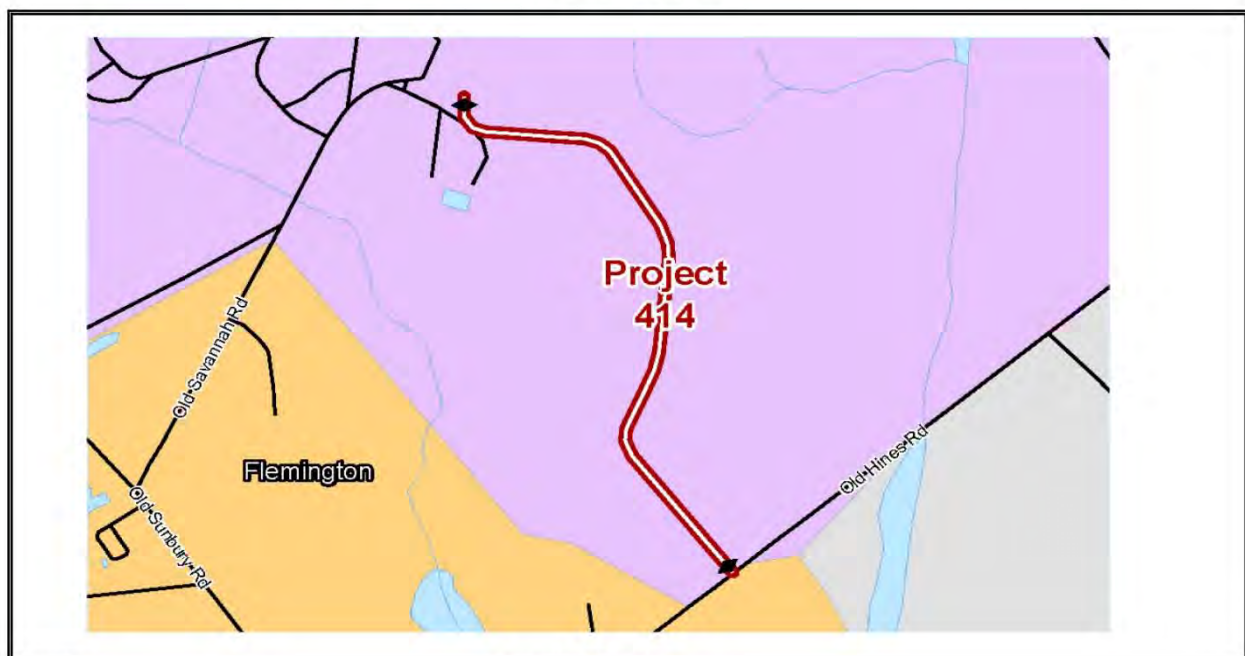 Project
414
Old Savannah Rd
Old Hines Rd
Flemington
Old Sunbury Rd